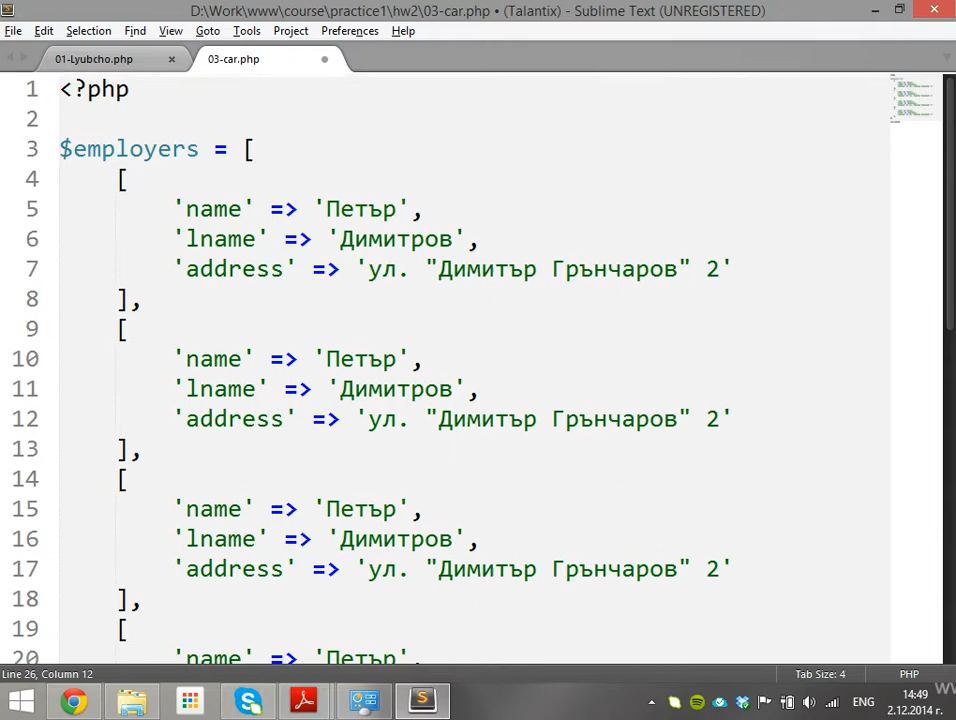 D:\Work\www\course\practice1\hw2\03-car.php • (Talantix) - Sublime Text (UNREGISTERED)
File Edit Selection Find View Goto Tools Project Preferences Help
01-Lyubcho.php 03-car.php
1 <?php
2
3 $employers = [
4 [
5 'name' => 'Петър',
6 'lname' => 'Димитров',
7 'address' => 'ул. "Димитър Грънчаров" 2'
8 ],
9 [
10 'name' => 'Петър',
11 'lname' => 'Димитров',
12 'address' => 'ул. "Димитър Грънчаров" 2'
13 ],
14 [
15 'name' => 'Петър',
16 'lname' => 'Димитров',
17 'address' => 'ул. "Димитър Грънчаров" 2'
18 ],
19 [
20 'name' => 'Петър',
Line 26, Column 12 Tab Size: 4 PHP
ENG 14:49
2.12.2014 г.